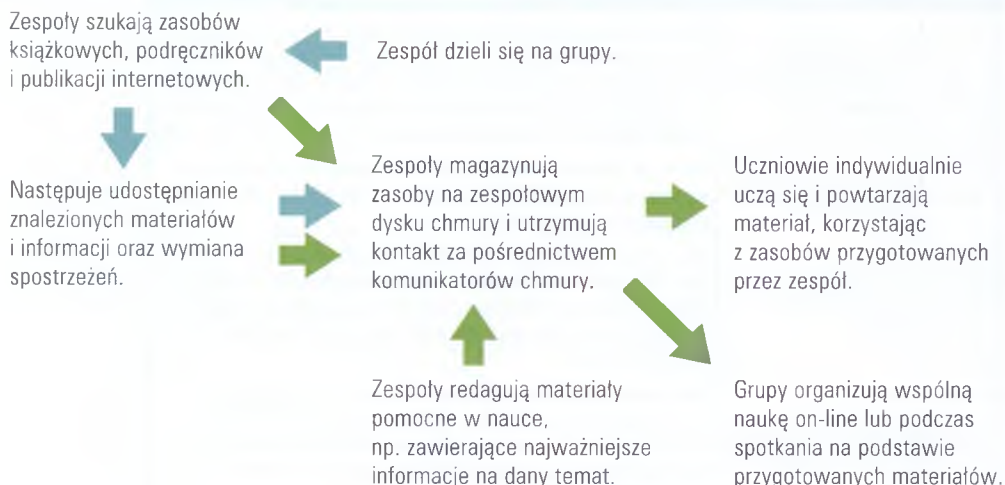 Zespoły szukają zasobów
książkowych, podręczników
i publikacji internetowych.
Zespół dzieli się na grupy.
Następuje udostępnianie
znalezionych materiałów
i informacji oraz wymiana
spostrzeżeń.
Zespoły magazynują
zasoby na zespołowym
dysku chmury i utrzymują
kontakt za pośrednictwem
komunikatorów chmury.
Uczniowie indywidualnie
uczą się i powtarzają
materiał, korzystając
z zasobów przygotowanych
przez zespół.
Zespoły redagują materiały
pomocne w nauce,
np. zawierające najważniejsze
informacje na dany temat.
Grupy organizują wspólną
naukę on-line lub podczas
spotkania na podstawie
przygotowanych materiałów.